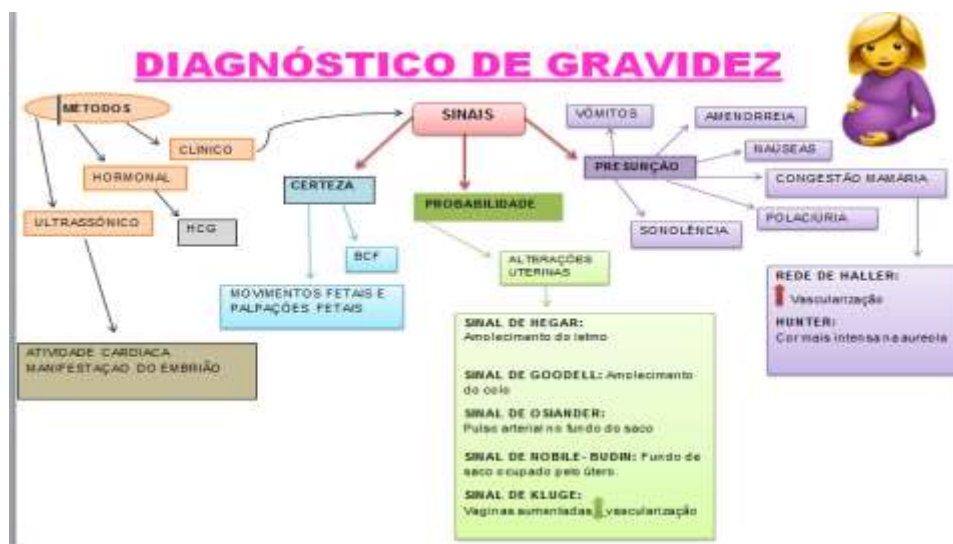 DIAGNÓSTICO DE GRAVIDEZ
MÉTODOS
CLINICO
HORMONAL
ULTRASSÔNICO
HCG
ATIVIDADE CARDIACA
MANIFESTAÇAO DO EMBRIÃO
SINAIS
CERTEZA
BCF
MOVIMENTOS FETAIS E
PALPAÇÕES FETAIS
PROBABILIDADE
ALTERAÇÕES
UTERINAS
SINAL DE HEGAR:
Amolecimento do istmo
SINAL DE GOODELL: Amolecimento
do colo
SINAL DE OSIANDER:
Pulso arterial no fundo do saco
SINAL DE NOBILE- BUDIN: Fundo de
saco ocupado pelo útero.
SINAL DE KLUGE:
Vaginas aumentadas vascularização
PRESUNÇÃO
VÔMITOS
AMENORREIA
NAÚSEAS
CONGESTÃO MAMÁRIA
POLACIÚRIA
SONOLÊNCIA
REDE DE HALLER:
Vascularização
HUNTER:
Cor mais intensa na aureola